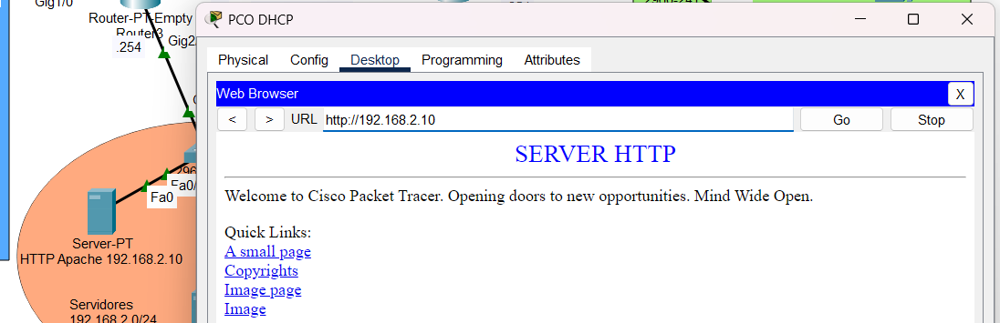 Gig1/0
Router-PT-Empty
Router3
.254
Gig2
PCO DHCP
Physical Config Desktop Programming Attributes
Web Browser X
< > URL http://192.168.2.10 Go Stop
SERVER HTTP
Welcome to Cisco Packet Tracer. Opening doors to new opportunities. Mind Wide Open.
Quick Links:
A small page
Copyrights
Image page
Image
296
Fa0/
Fa0
Server-PT
HTTP Apache 192.168.2.10
Servidores
192.168.2.0/24